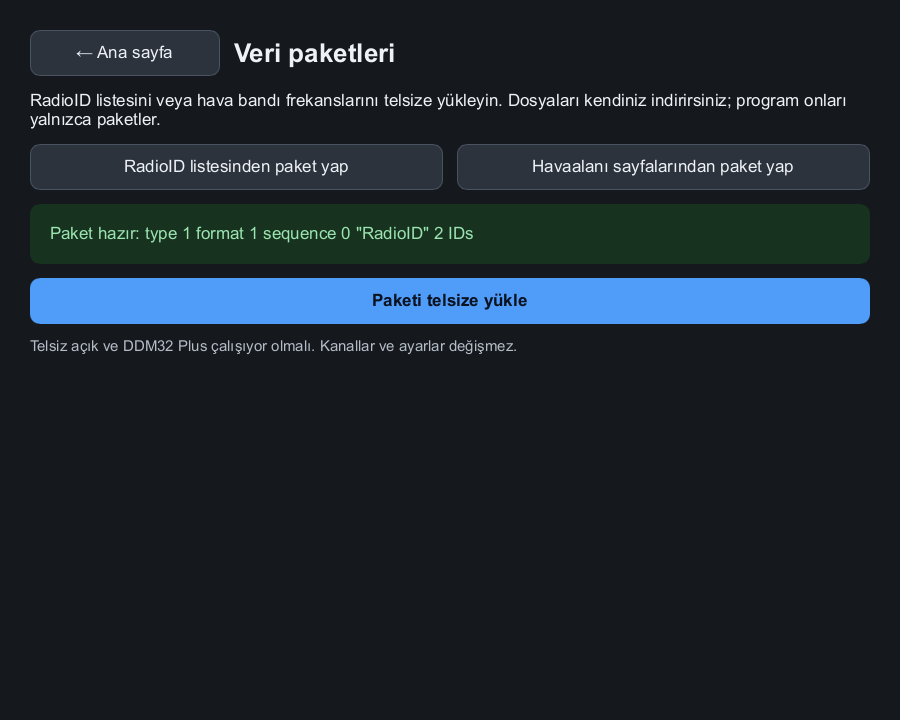 ← Ana sayfa
Veri paketleri
RadioID listesini veya hava bandı frekanslarını telsize yükleyin. Dosyaları kendiniz indirirsiniz; program onları
yalnızca paketler.
RadioID listesinden paket yap
Havaalanı sayfalarından paket yap
Paket hazır: type 1 format 1 sequence 0 "RadioID" 2 IDs
Paketi telsize yükle
Telsiz açık ve DDM32 Plus çalışıyor olmalı. Kanallar ve ayarlar değişmez.